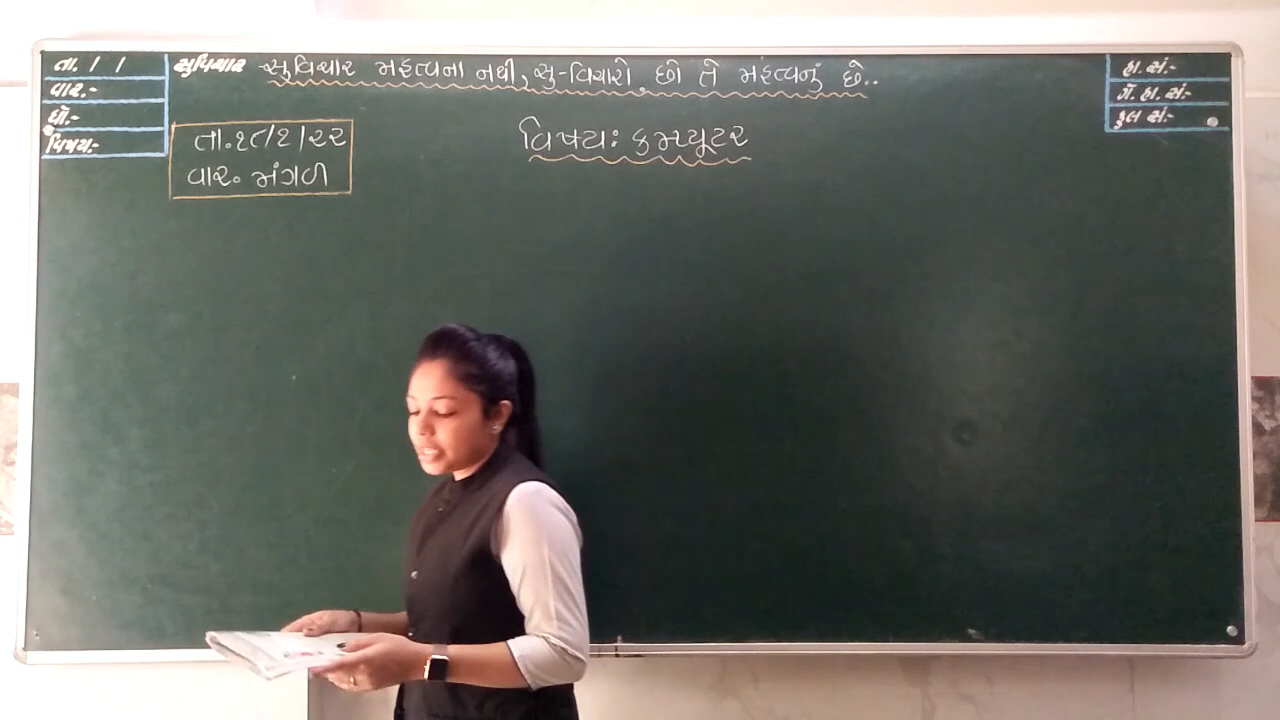 તા. / /
વાર.-
ધો.-
વિષય:-
સુવિચાર -સુવિચાર મહત્વના નથી, સુ-વિચારો છો તે મહત્વનું છે..
હા.સં.-
ગે.હા.સં.-
કુલ સં.-
તા.૧૮/૧/૨૨
વાર. મંગળ
વિષય: કમ્પ્યૂટર